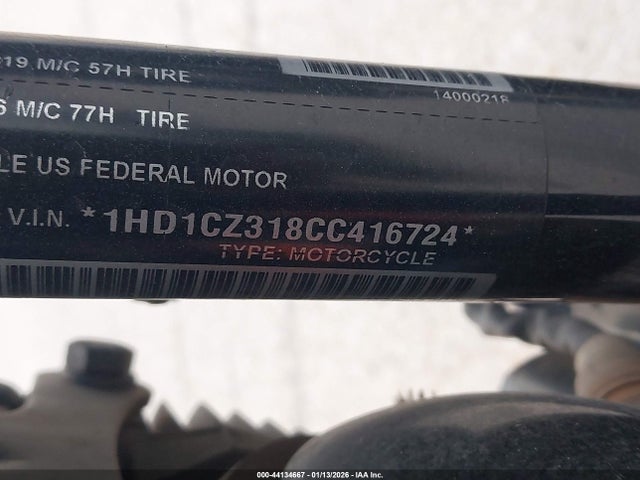 19 M/C 57H TIRE
14000218
M/C 77H TIRE
LE US FEDERAL MOTOR
V.I.N. *1HD1CZ318CC416724*
TYPE: MOTORCYCLE
000-44134667 - 01/13/2026 - IAA Inc.